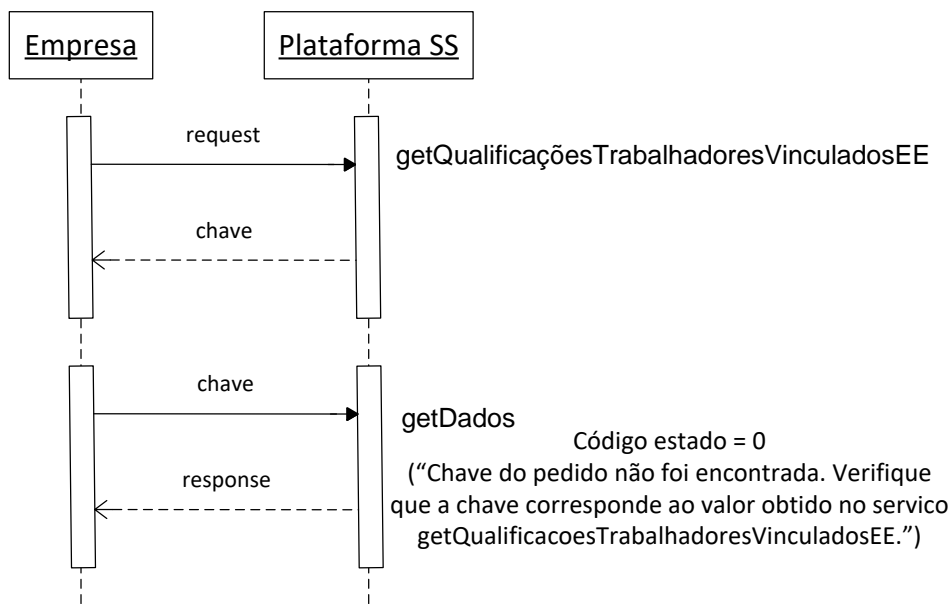 Empresa
Plataforma SS
request
getQualificaçõesTrabalhadoresVinculadosEE
chave
chave
getDados
Código estado = 0
(“Chave do pedido não foi encontrada. Verifique
response
que a chave corresponde ao valor obtido no servico
getQualificacoesTrabalhadoresVinculadosEE.”)